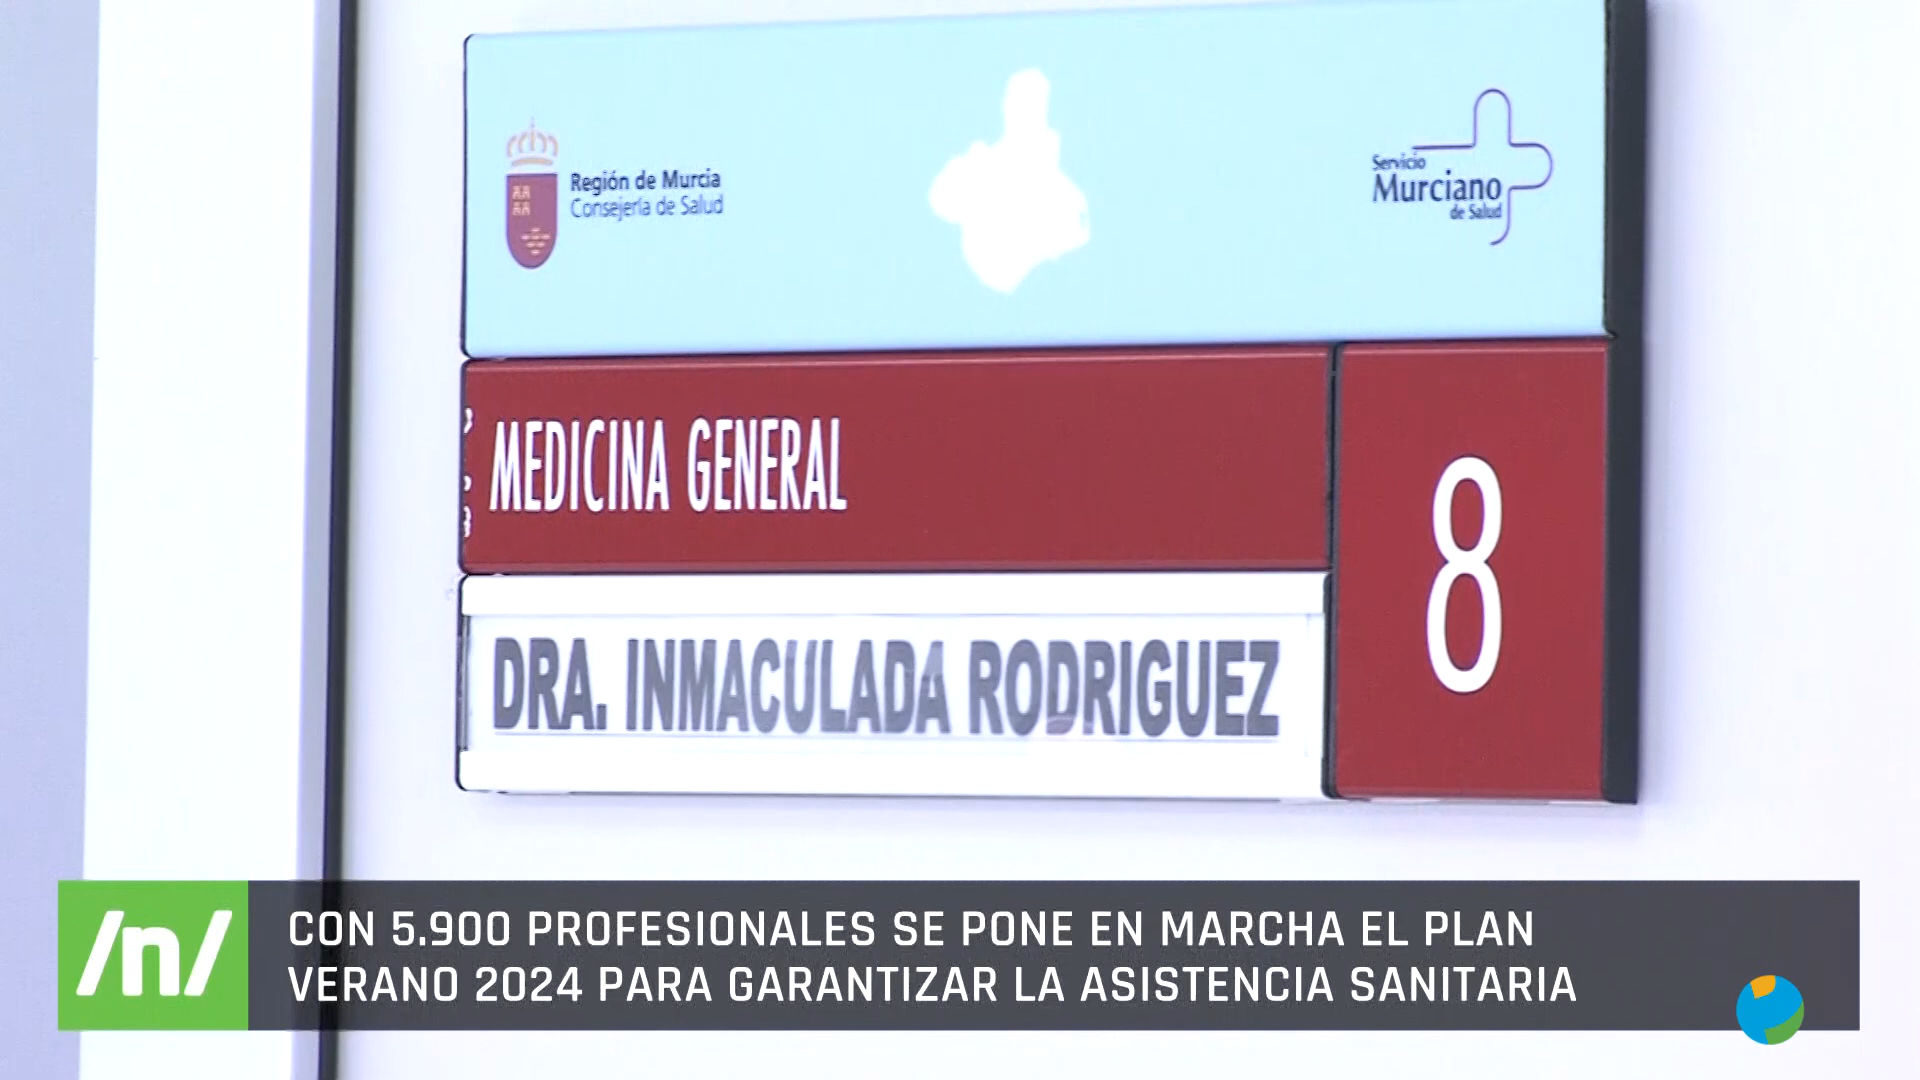 Región de Murcia
Consejería de Salud
Servicio
Murciano
de Salud
MEDICINA GENERAL
8
DRA. INMACULADA RODRIGUEZ
/n/
CON 5.900 PROFESIONALES SE PONE EN MARCHA EL PLAN
VERANO 2024 PARA GARANTIZAR LA ASISTENCIA SANITARIA